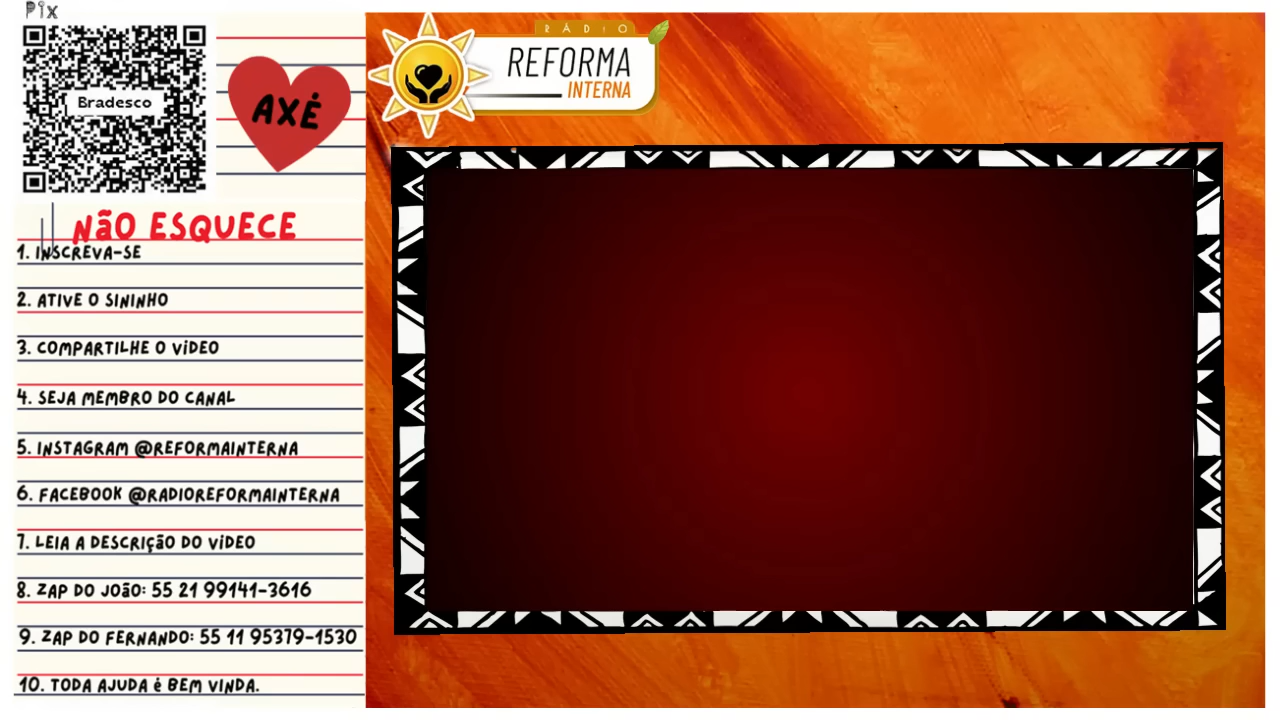 Pix
Bradesco
AXÉ
NãO ESQUECE
1. INSCREVA-SE
2. ATIVE O SININHO
3. COMPARTILHE O VíDEO
4. SEJA MEMBRO DO CANAL
5. INSTAGRAM @REFORMAINTERNA
6. FACEBOOK @RADIOREFORMAINTERNA
7. LEIA A DESCRIÇãO DO VíDEO
8. ZAP DO JOãO: 55 21 99141-3616
9. ZAP DO FERNANDO: 55 11 95379-1530
10. TODA AJUDA é BEM VINDA.
RÁDIO
REFORMA
INTERNA